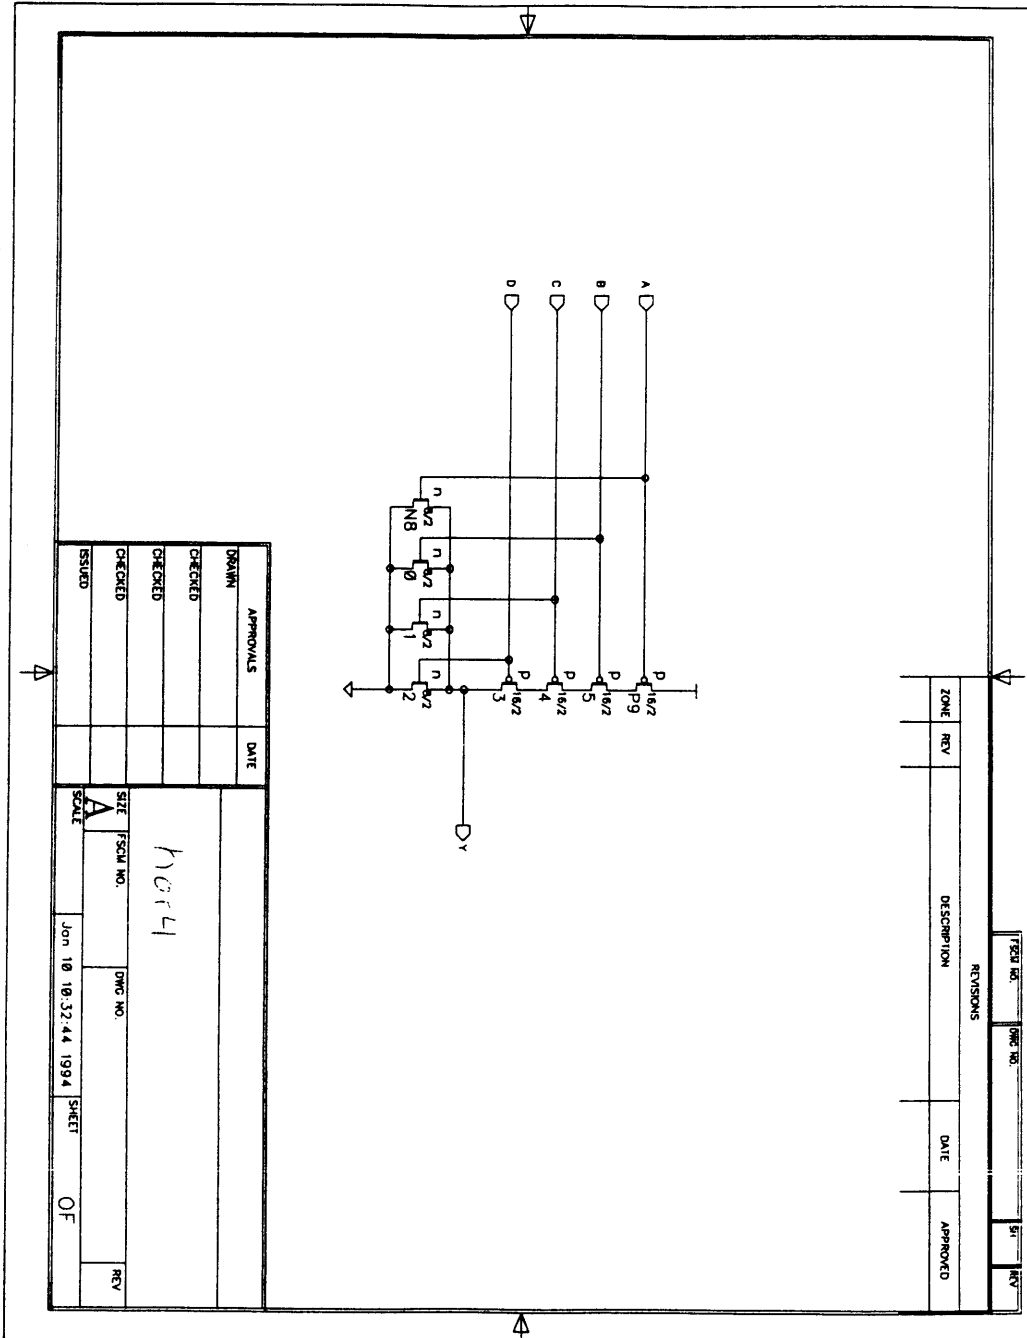 FSCM NO. DWG NO. SH REV
REVISIONS
ZONE REV DESCRIPTION DATE APPROVED
A
B
C
D
P 16/2 P9
P 16/2 5
P 16/2 4
P 16/2 3
Y
n 8/2 N8
n 8/2 0
n 8/2 1
n 8/2 2
APPROVALS DATE
DRAWN
CHECKED
CHECKED
CHECKED
ISSUED
nor4
SIZE A FSCM NO. DWG NO. REV
SCALE Jan 10 10:32:44 1994 SHEET OF